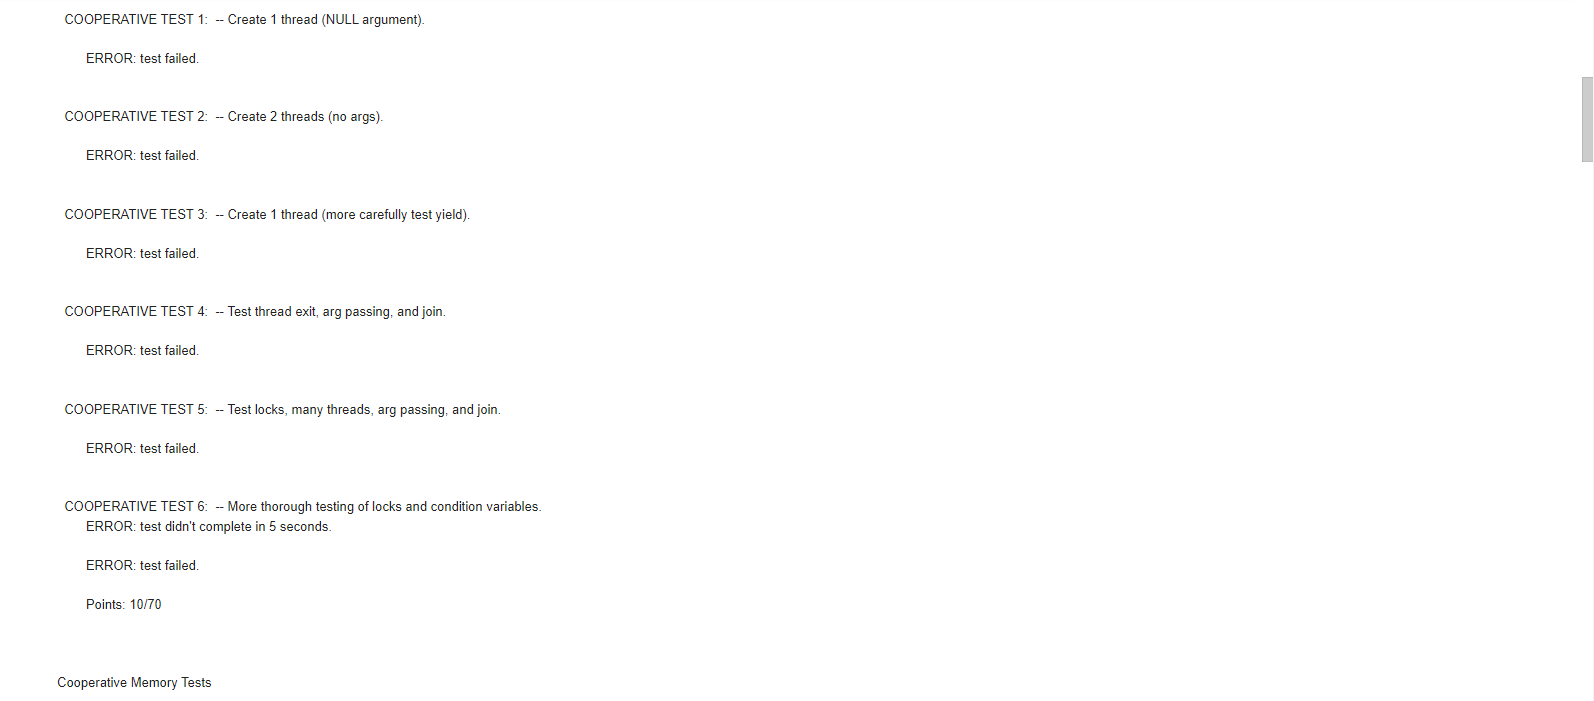 COOPERATIVE TEST 1:  -- Create 1 thread (NULL argument).
ERROR: test failed.
COOPERATIVE TEST 2:  -- Create 2 threads (no args).
ERROR: test failed.
COOPERATIVE TEST 3:  -- Create 1 thread (more carefully test yield).
ERROR: test failed.
COOPERATIVE TEST 4:  -- Test thread exit, arg passing, and join.
ERROR: test failed.
COOPERATIVE TEST 5:  -- Test locks, many threads, arg passing, and join.
ERROR: test failed.
COOPERATIVE TEST 6:  -- More thorough testing of locks and condition variables.
ERROR: test didn't complete in 5 seconds.
ERROR: test failed.
Points: 10/70
Cooperative Memory Tests